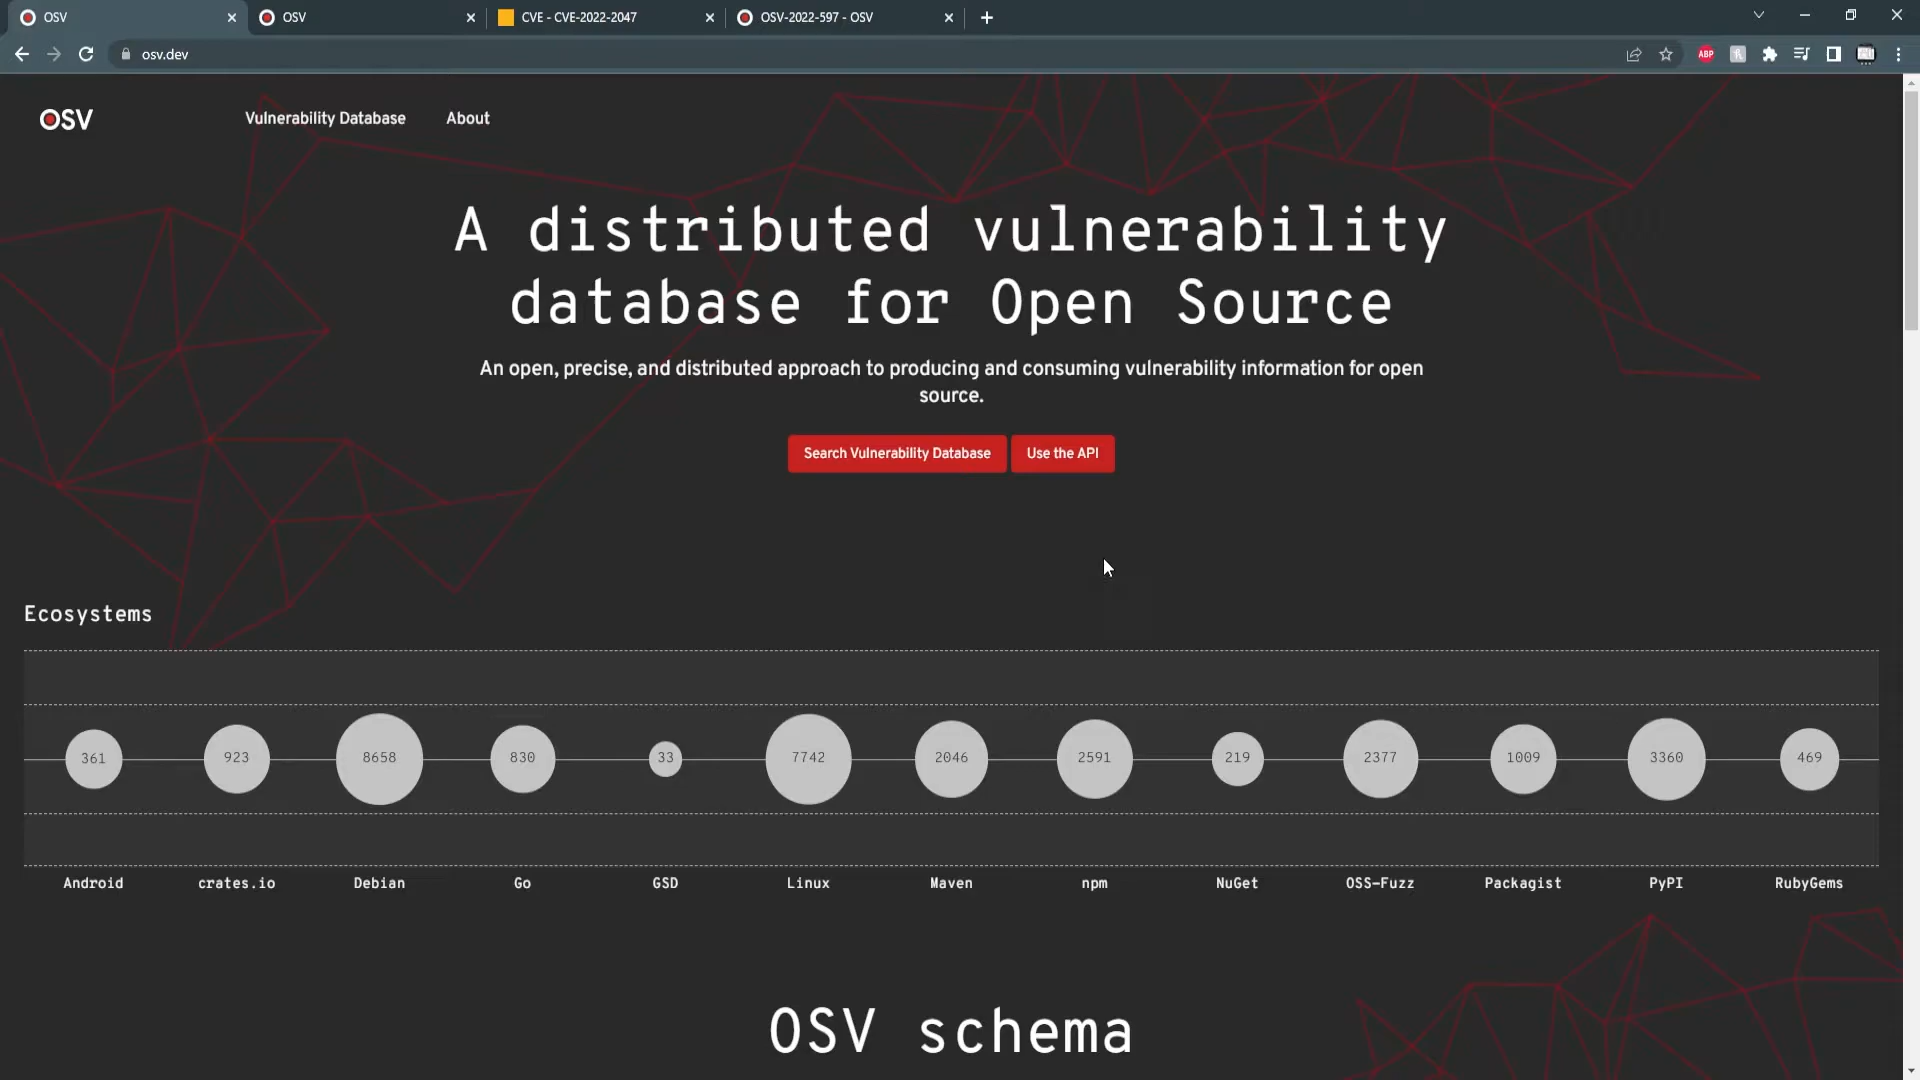 OSV
OSV
CVE - CVE-2022-2047
OSV-2022-597 - OSV
osv.dev
ABP
OSV
Vulnerability Database
About
A distributed vulnerability
database for Open Source
An open, precise, and distributed approach to producing and consuming vulnerability information for open
source.
Search Vulnerability Database
Use the API
Ecosystems
361 923 8658 830 33 7742 2046 2591 219 2377 1009 3360 469
Android crates.io Debian Go GSD Linux Maven npm NuGet OSS-Fuzz Packagist PyPI RubyGems
OSV schema